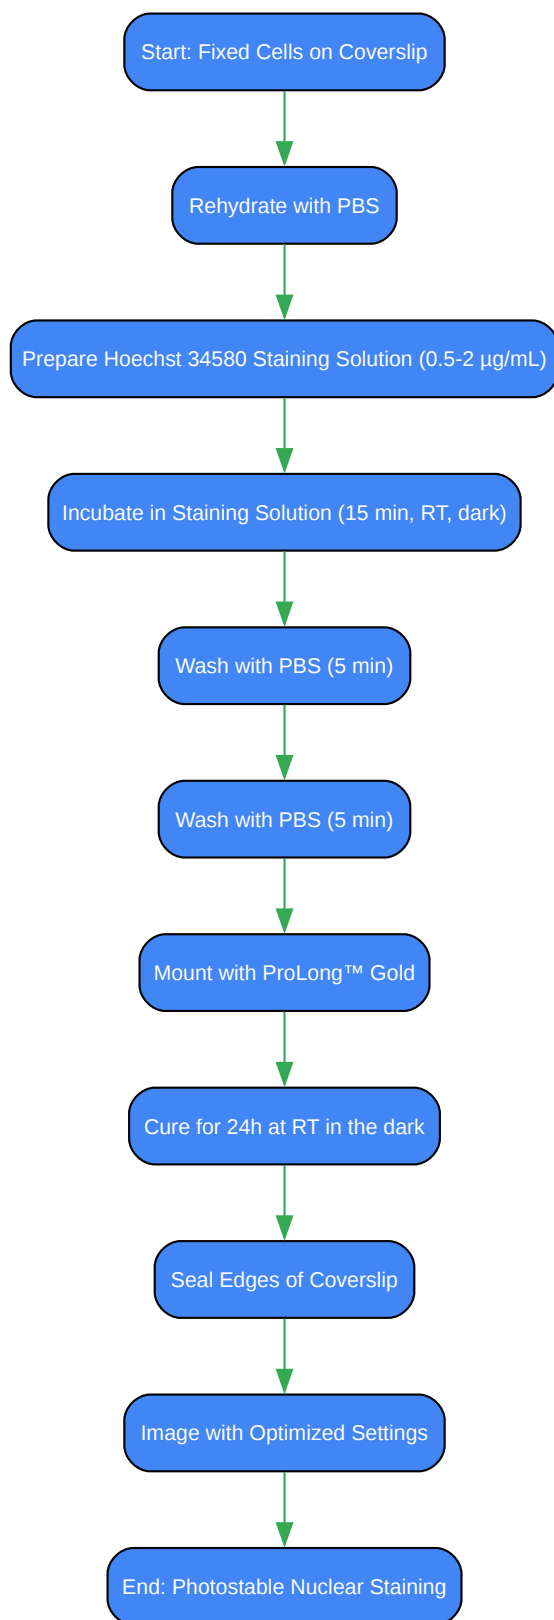 Start: Fixed Cells on Coverslip
Rehydrate with PBS
Prepare Hoechst 34580 Staining Solution (0.5-2 µg/mL)
Incubate in Staining Solution (15 min, RT, dark)
Wash with PBS (5 min)
Wash with PBS (5 min)
Mount with ProLong™ Gold
Cure for 24h at RT in the dark
Seal Edges of Coverslip
Image with Optimized Settings
End: Photostable Nuclear Staining